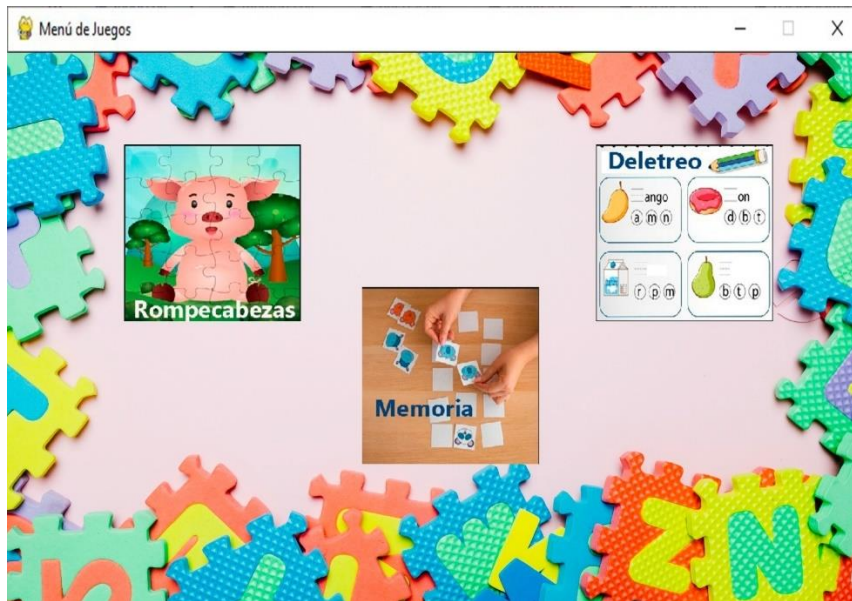 Menú de Juegos
Deletreo
ango
a m n
on
d b t
r p m
b t p
Rompecabezas
Memoria
N
N